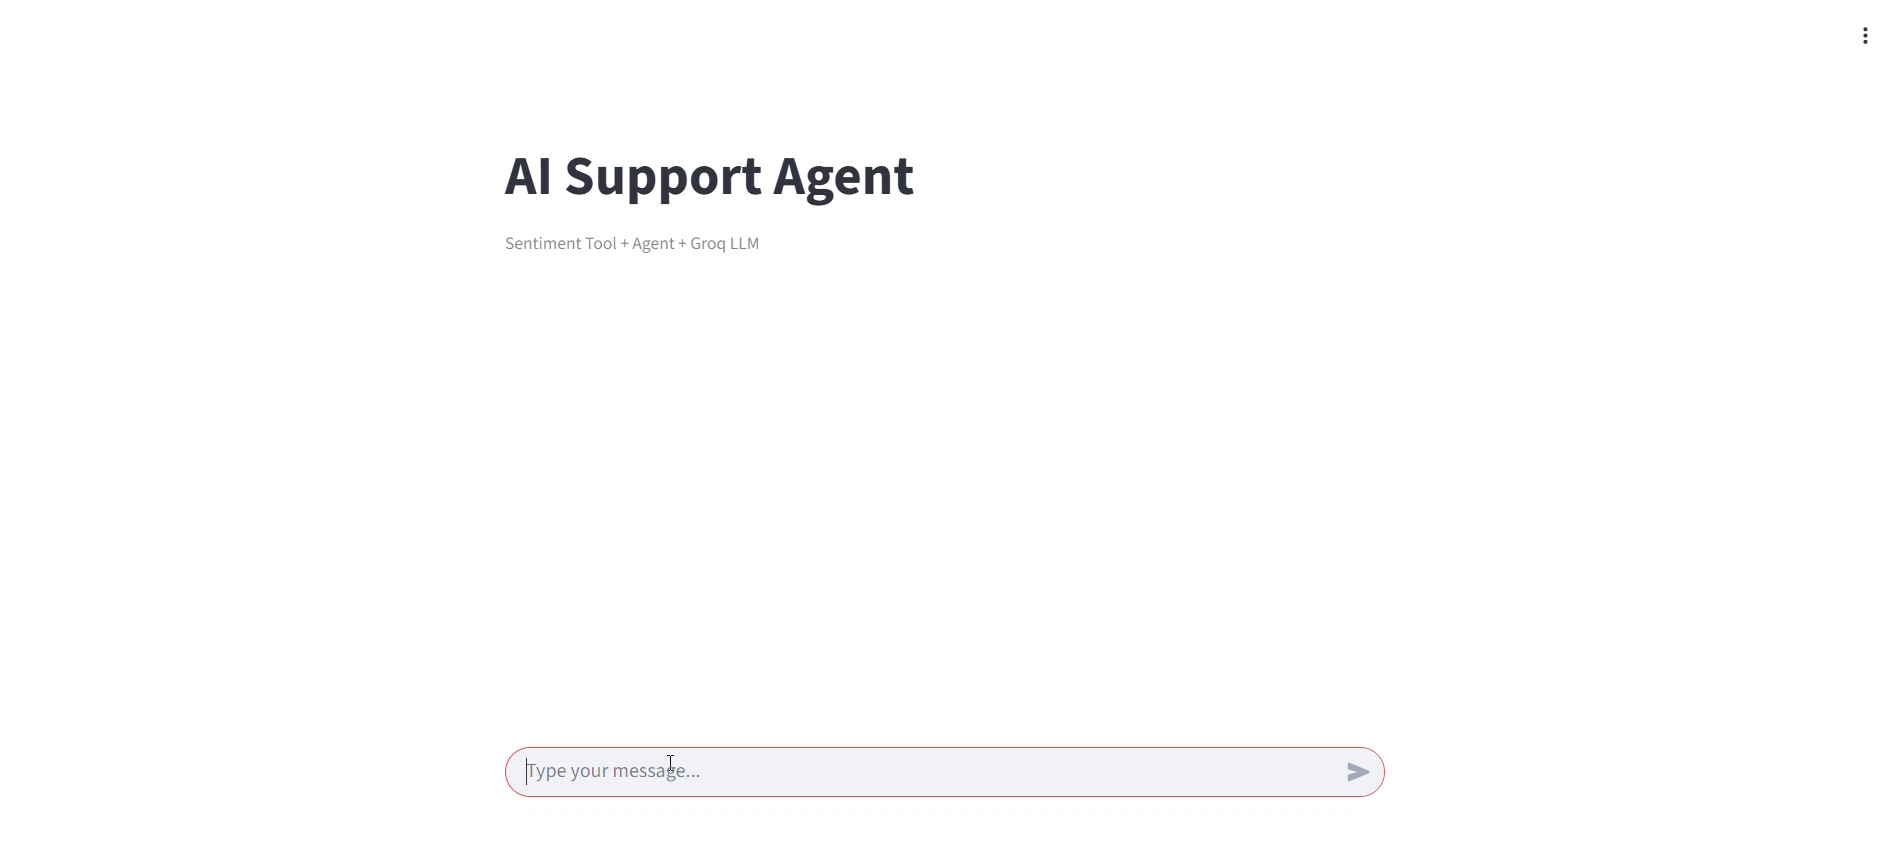 AI Support Agent
Sentiment Tool + Agent + Groq LLM
Type your message...